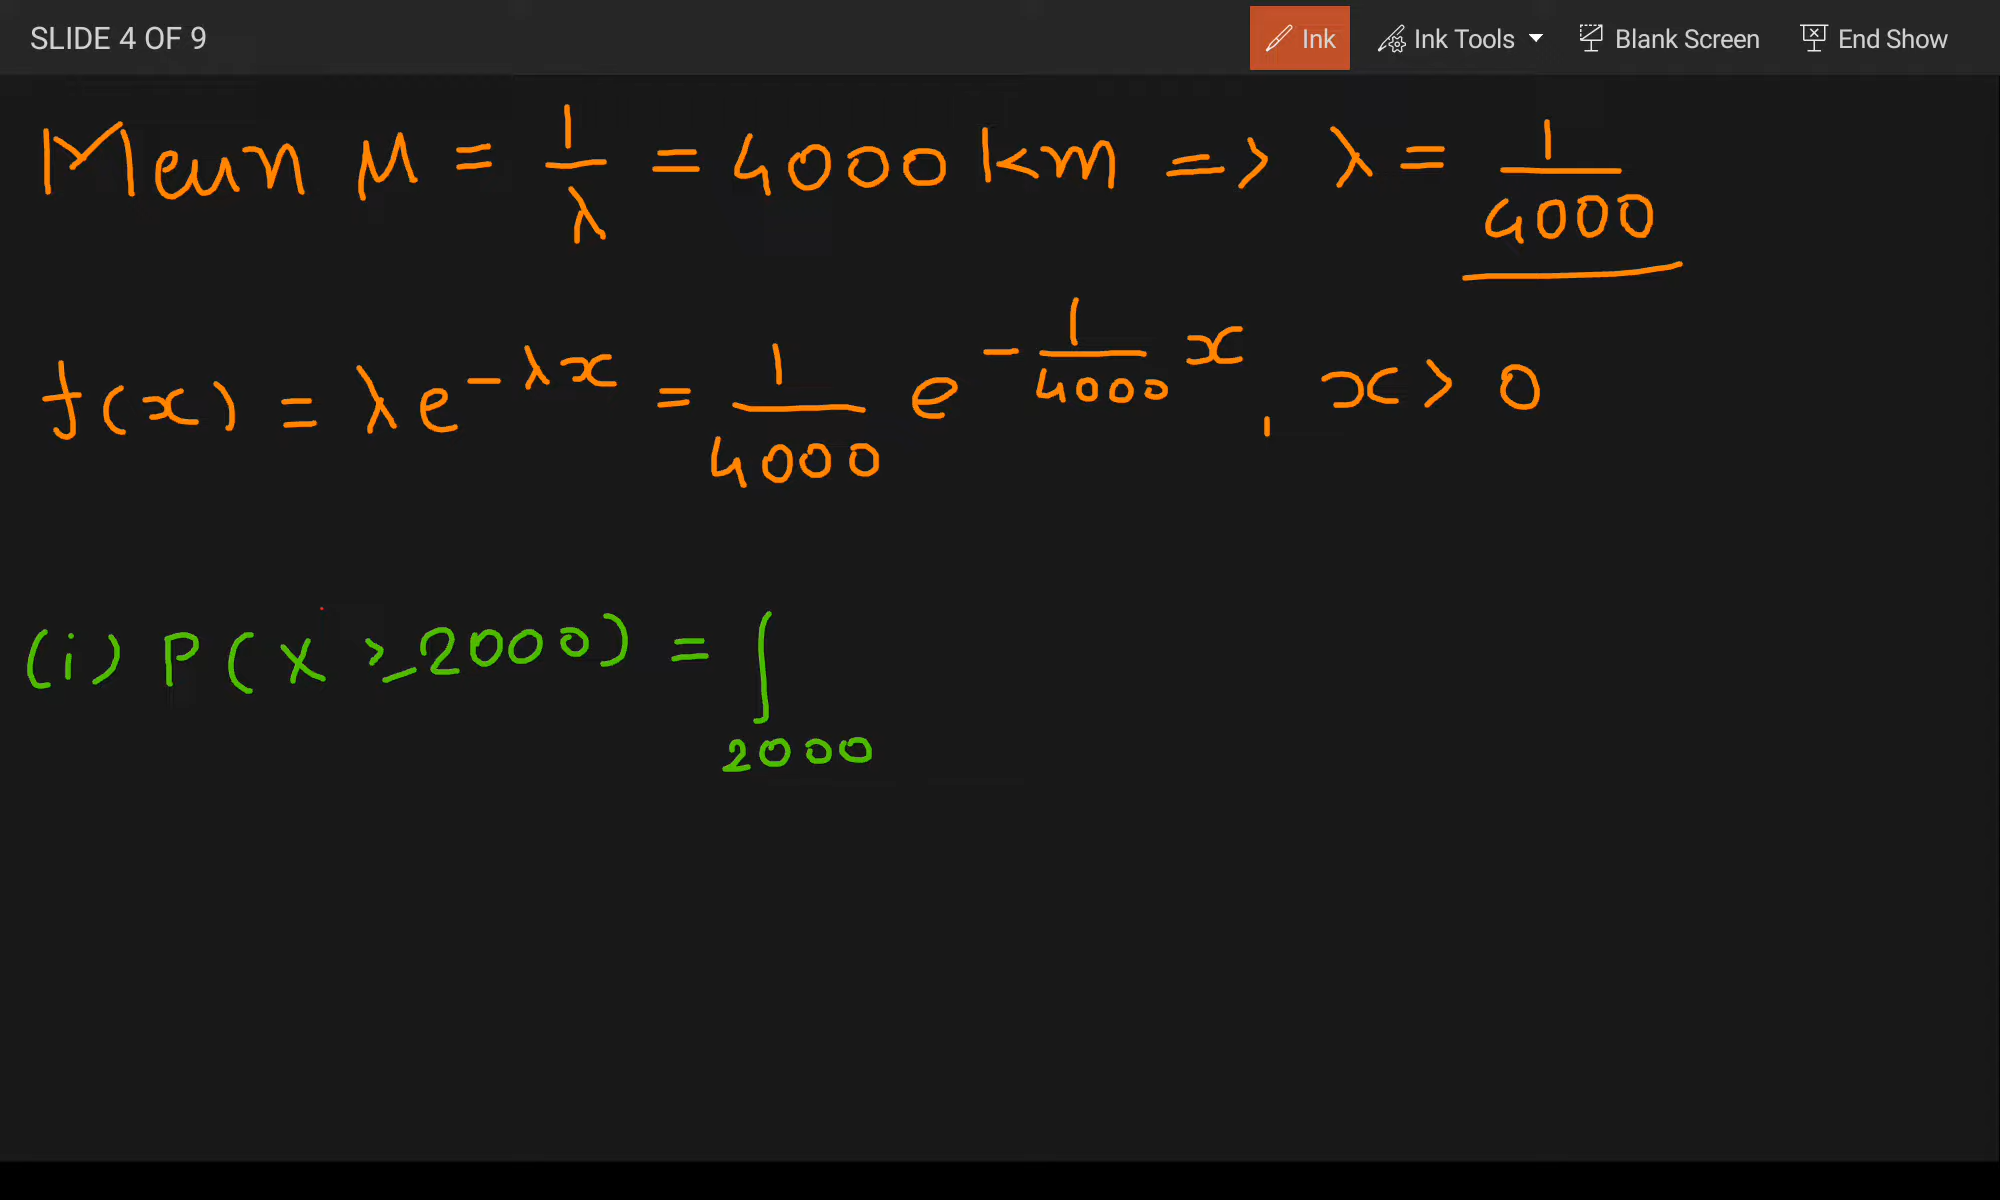 SLIDE 4 OF 9 Ink Ink Tools Blank Screen End Show
Mean μ = 1/λ = 4000 km => λ = 1/4000
f(x) = λe^{-λx} = 1/4000 e^{-1/4000 x}, x > 0
(i) P(X ≥ 2000) = ∫_{2000}